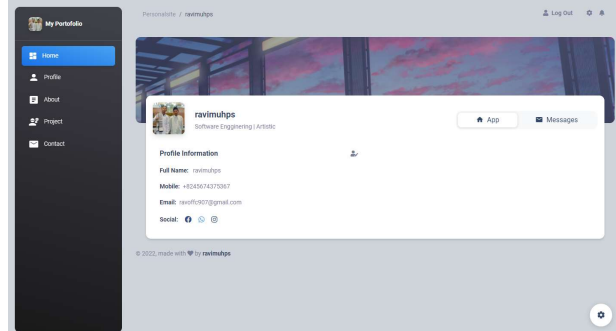 My Portofolio
Home
Profile
About
Project
Contact
Personalsite / ravimuhps
Log Out
ravimuhps
Software Engginering | Artistic
App
Messages
Profile Information
Full Name: ravimuhps
Mobile: +6245674375367
Email: ravoffc907@gmail.com
Social:
© 2022, made with by ravimuhps